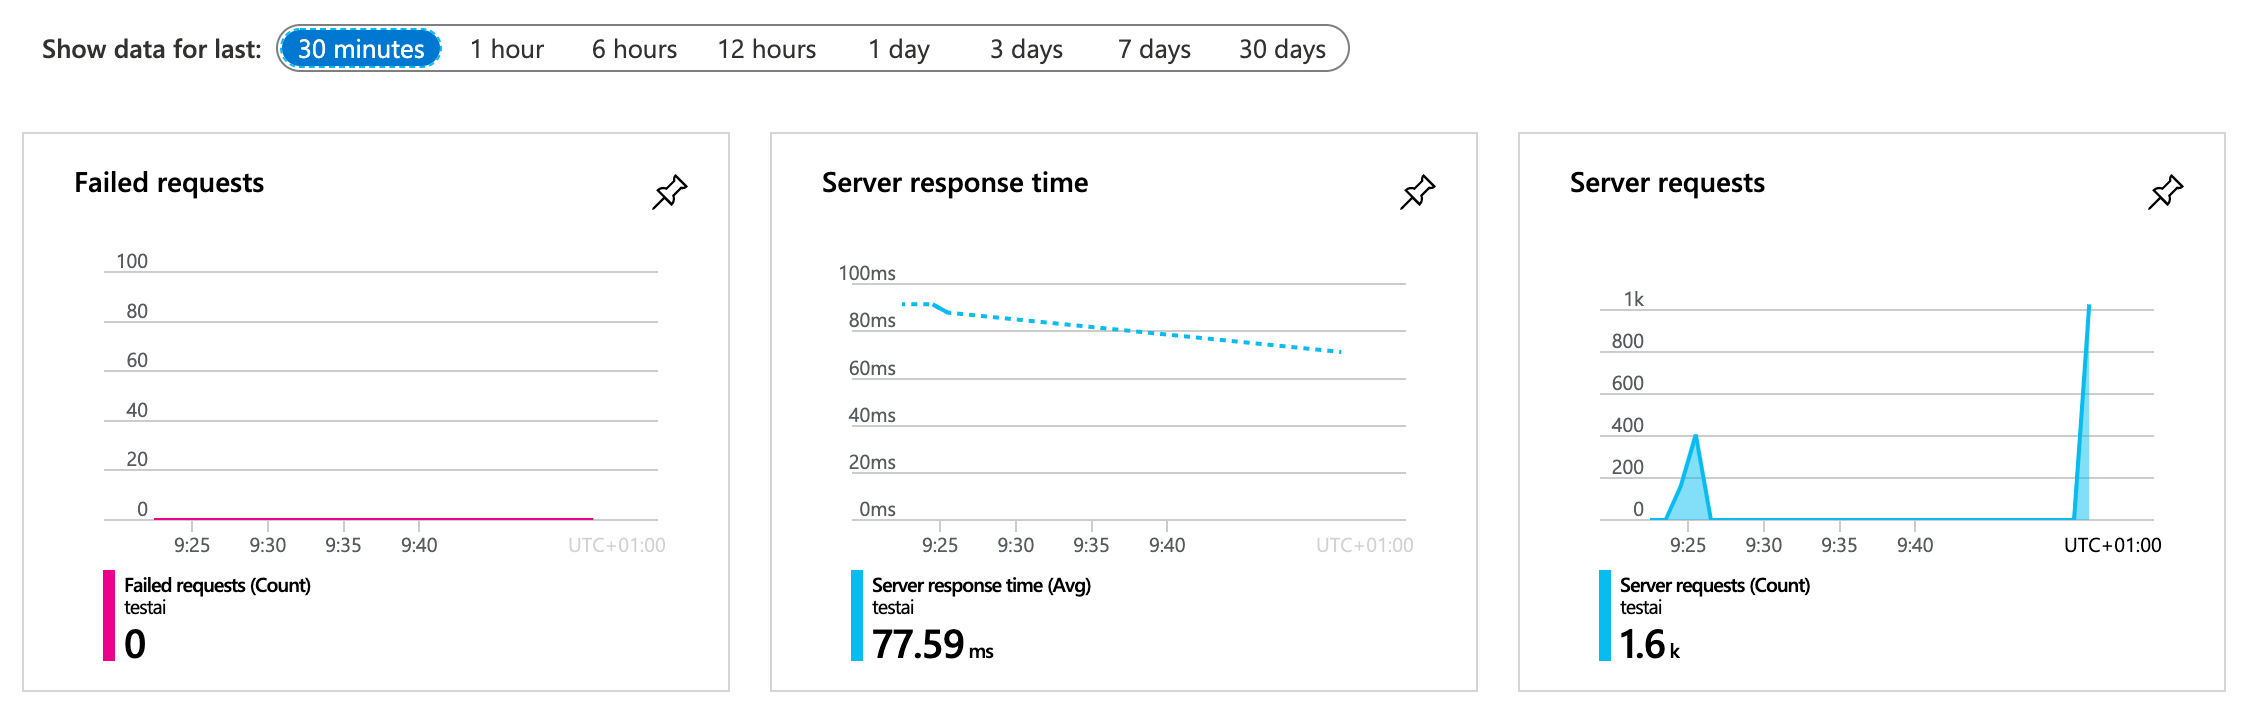 Show data for last: 30 minutes 1 hour 6 hours 12 hours 1 day 3 days 7 days 30 days
Failed requests
100
80
60
40
20
0
9:25 9:30 9:35 9:40 UTC+01:00
Failed requests (Count)
testai
0
Server response time
100ms
80ms
60ms
40ms
20ms
0ms
9:25 9:30 9:35 9:40 UTC+01:00
Server response time (Avg)
testai
77.59 ms
Server requests
1k
800
600
400
200
0
9:25 9:30 9:35 9:40 UTC+01:00
Server requests (Count)
testai
1.6 k